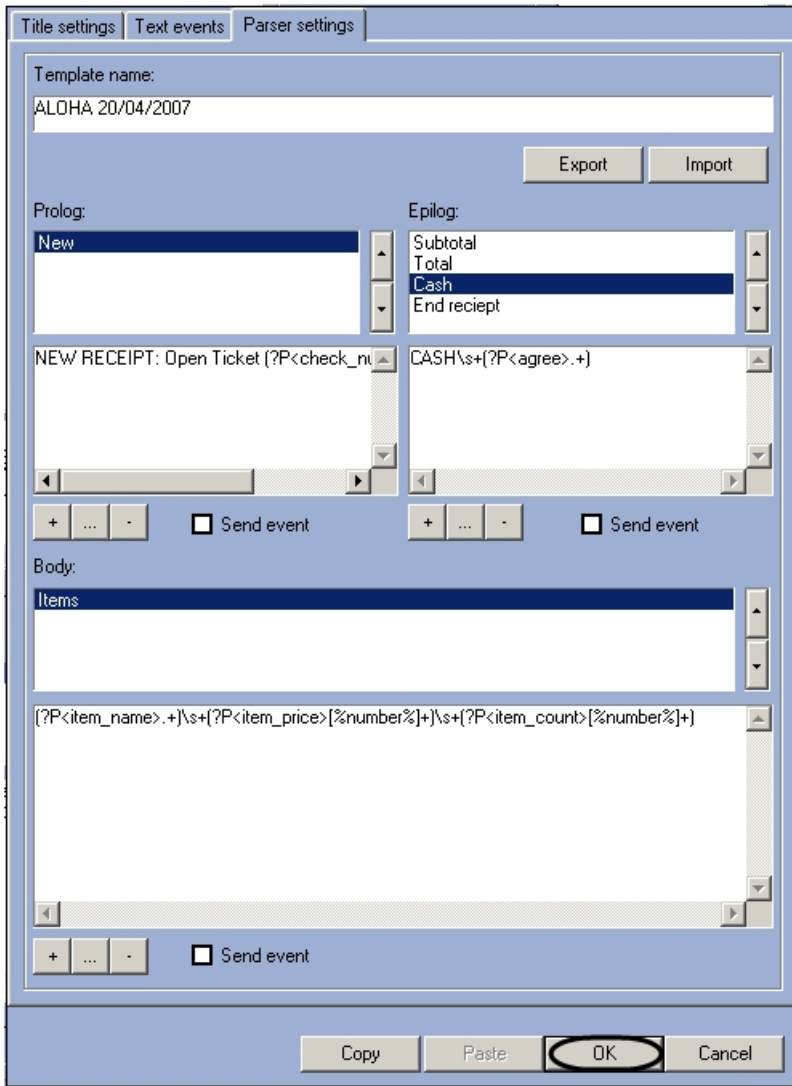 Title settings Text events Parser settings
Template name:
ALOHA 20/04/2007
Export Import
Prolog: Epilog:
New
Subtotal
Total
Cash
End reciept
NEW RECEIPT: Open Ticket (?P<check_nu
CASH\s+(?P<agree>.+)
+ ... - Send event + ... - Send event
Body:
Items
(?P<item_name>.+)\s+(?P<item_price>[%number%]+)\s+(?P<item_count>[%number%]+)
+ ... - Send event
Copy Paste OK Cancel